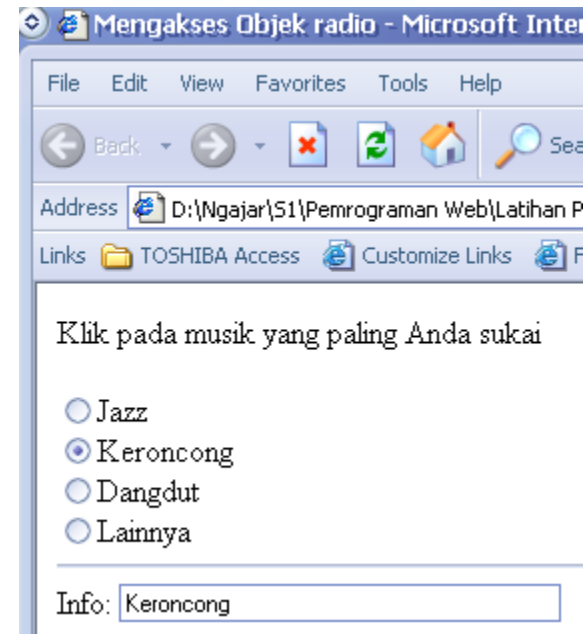 Mengakses Objek radio - Microsoft Inter
File Edit View Favorites Tools Help
Back Sea
Address D:\Ngajar\S1\Pemrograman Web\Latihan P
Links TOSHIBA Access Customize Links F
Klik pada musik yang paling Anda sukai
Jazz
Keroncong
Dangdut
Lainnya
Info: Keroncong